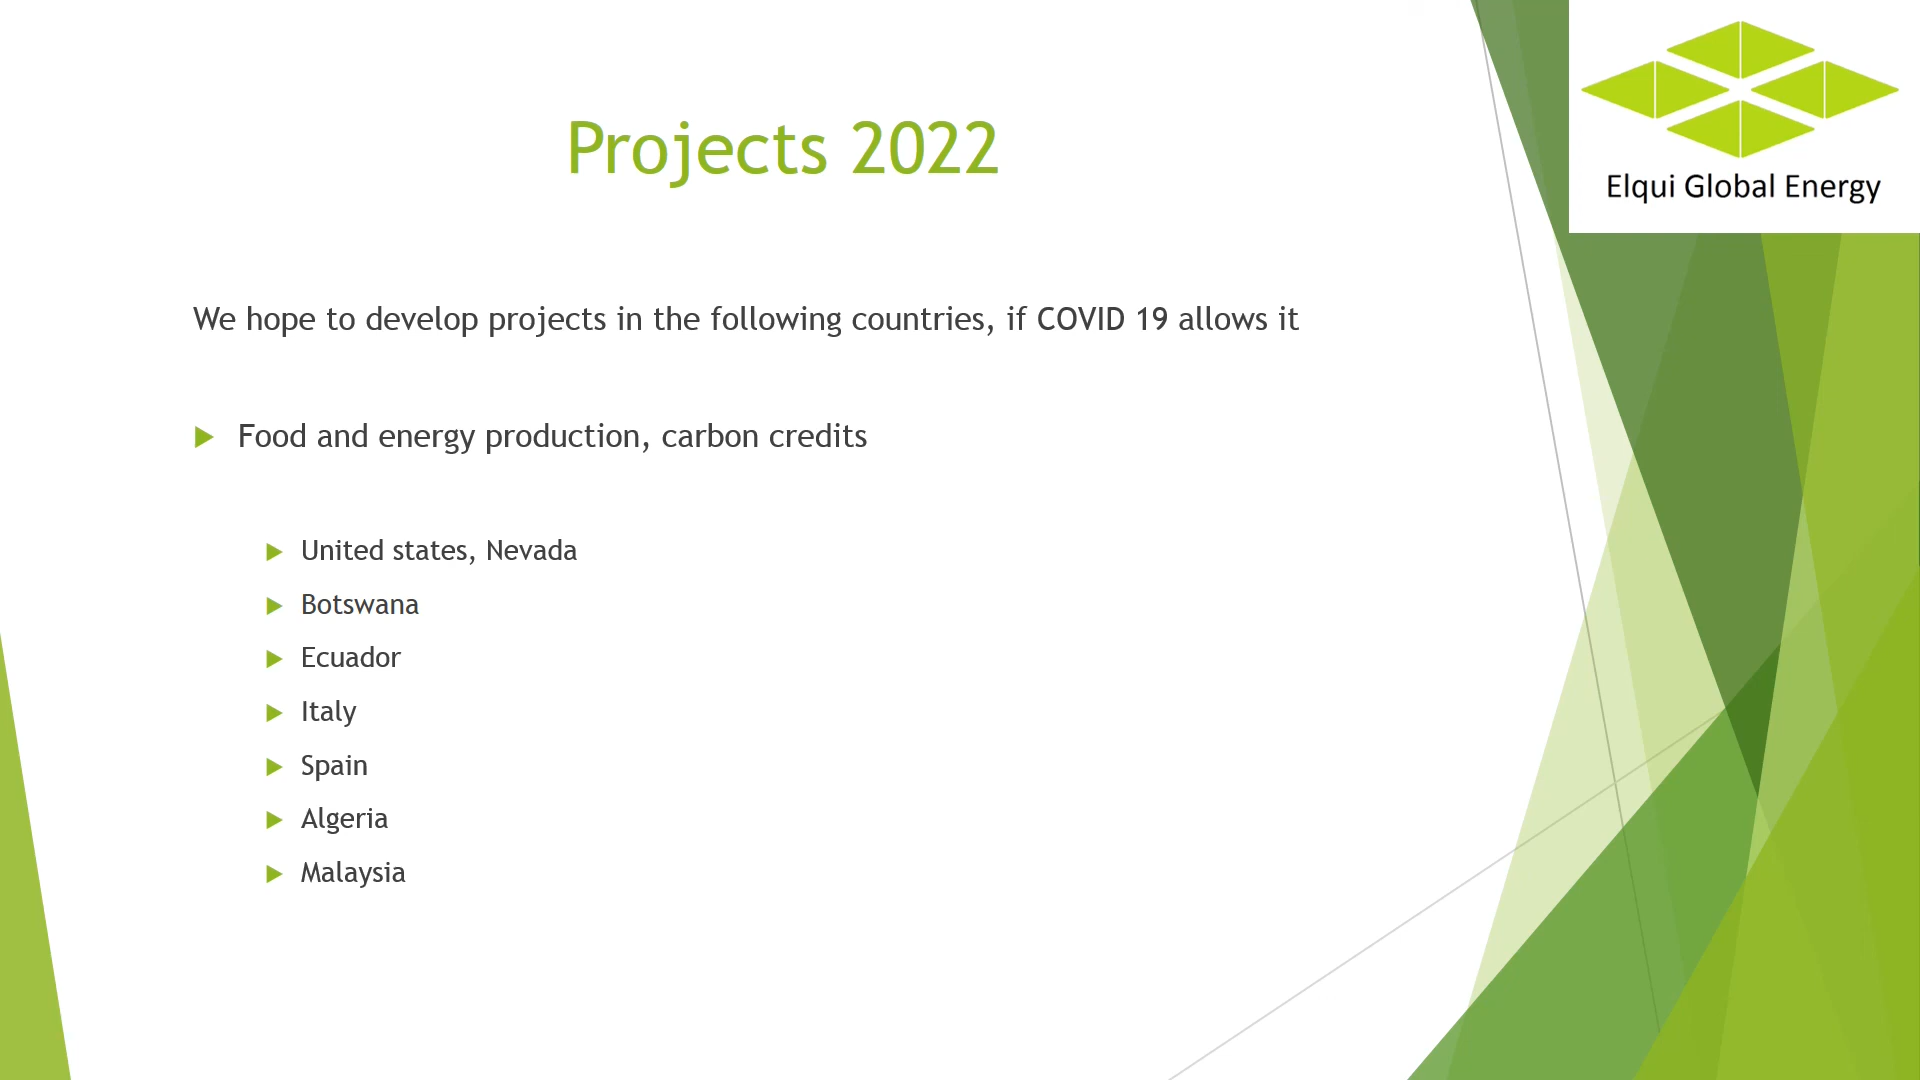 Elqui Global Energy
Projects 2022
We hope to develop projects in the following countries, if COVID 19 allows it
Food and energy production, carbon credits
United states, Nevada
Botswana
Ecuador
Italy
Spain
Algeria
Malaysia